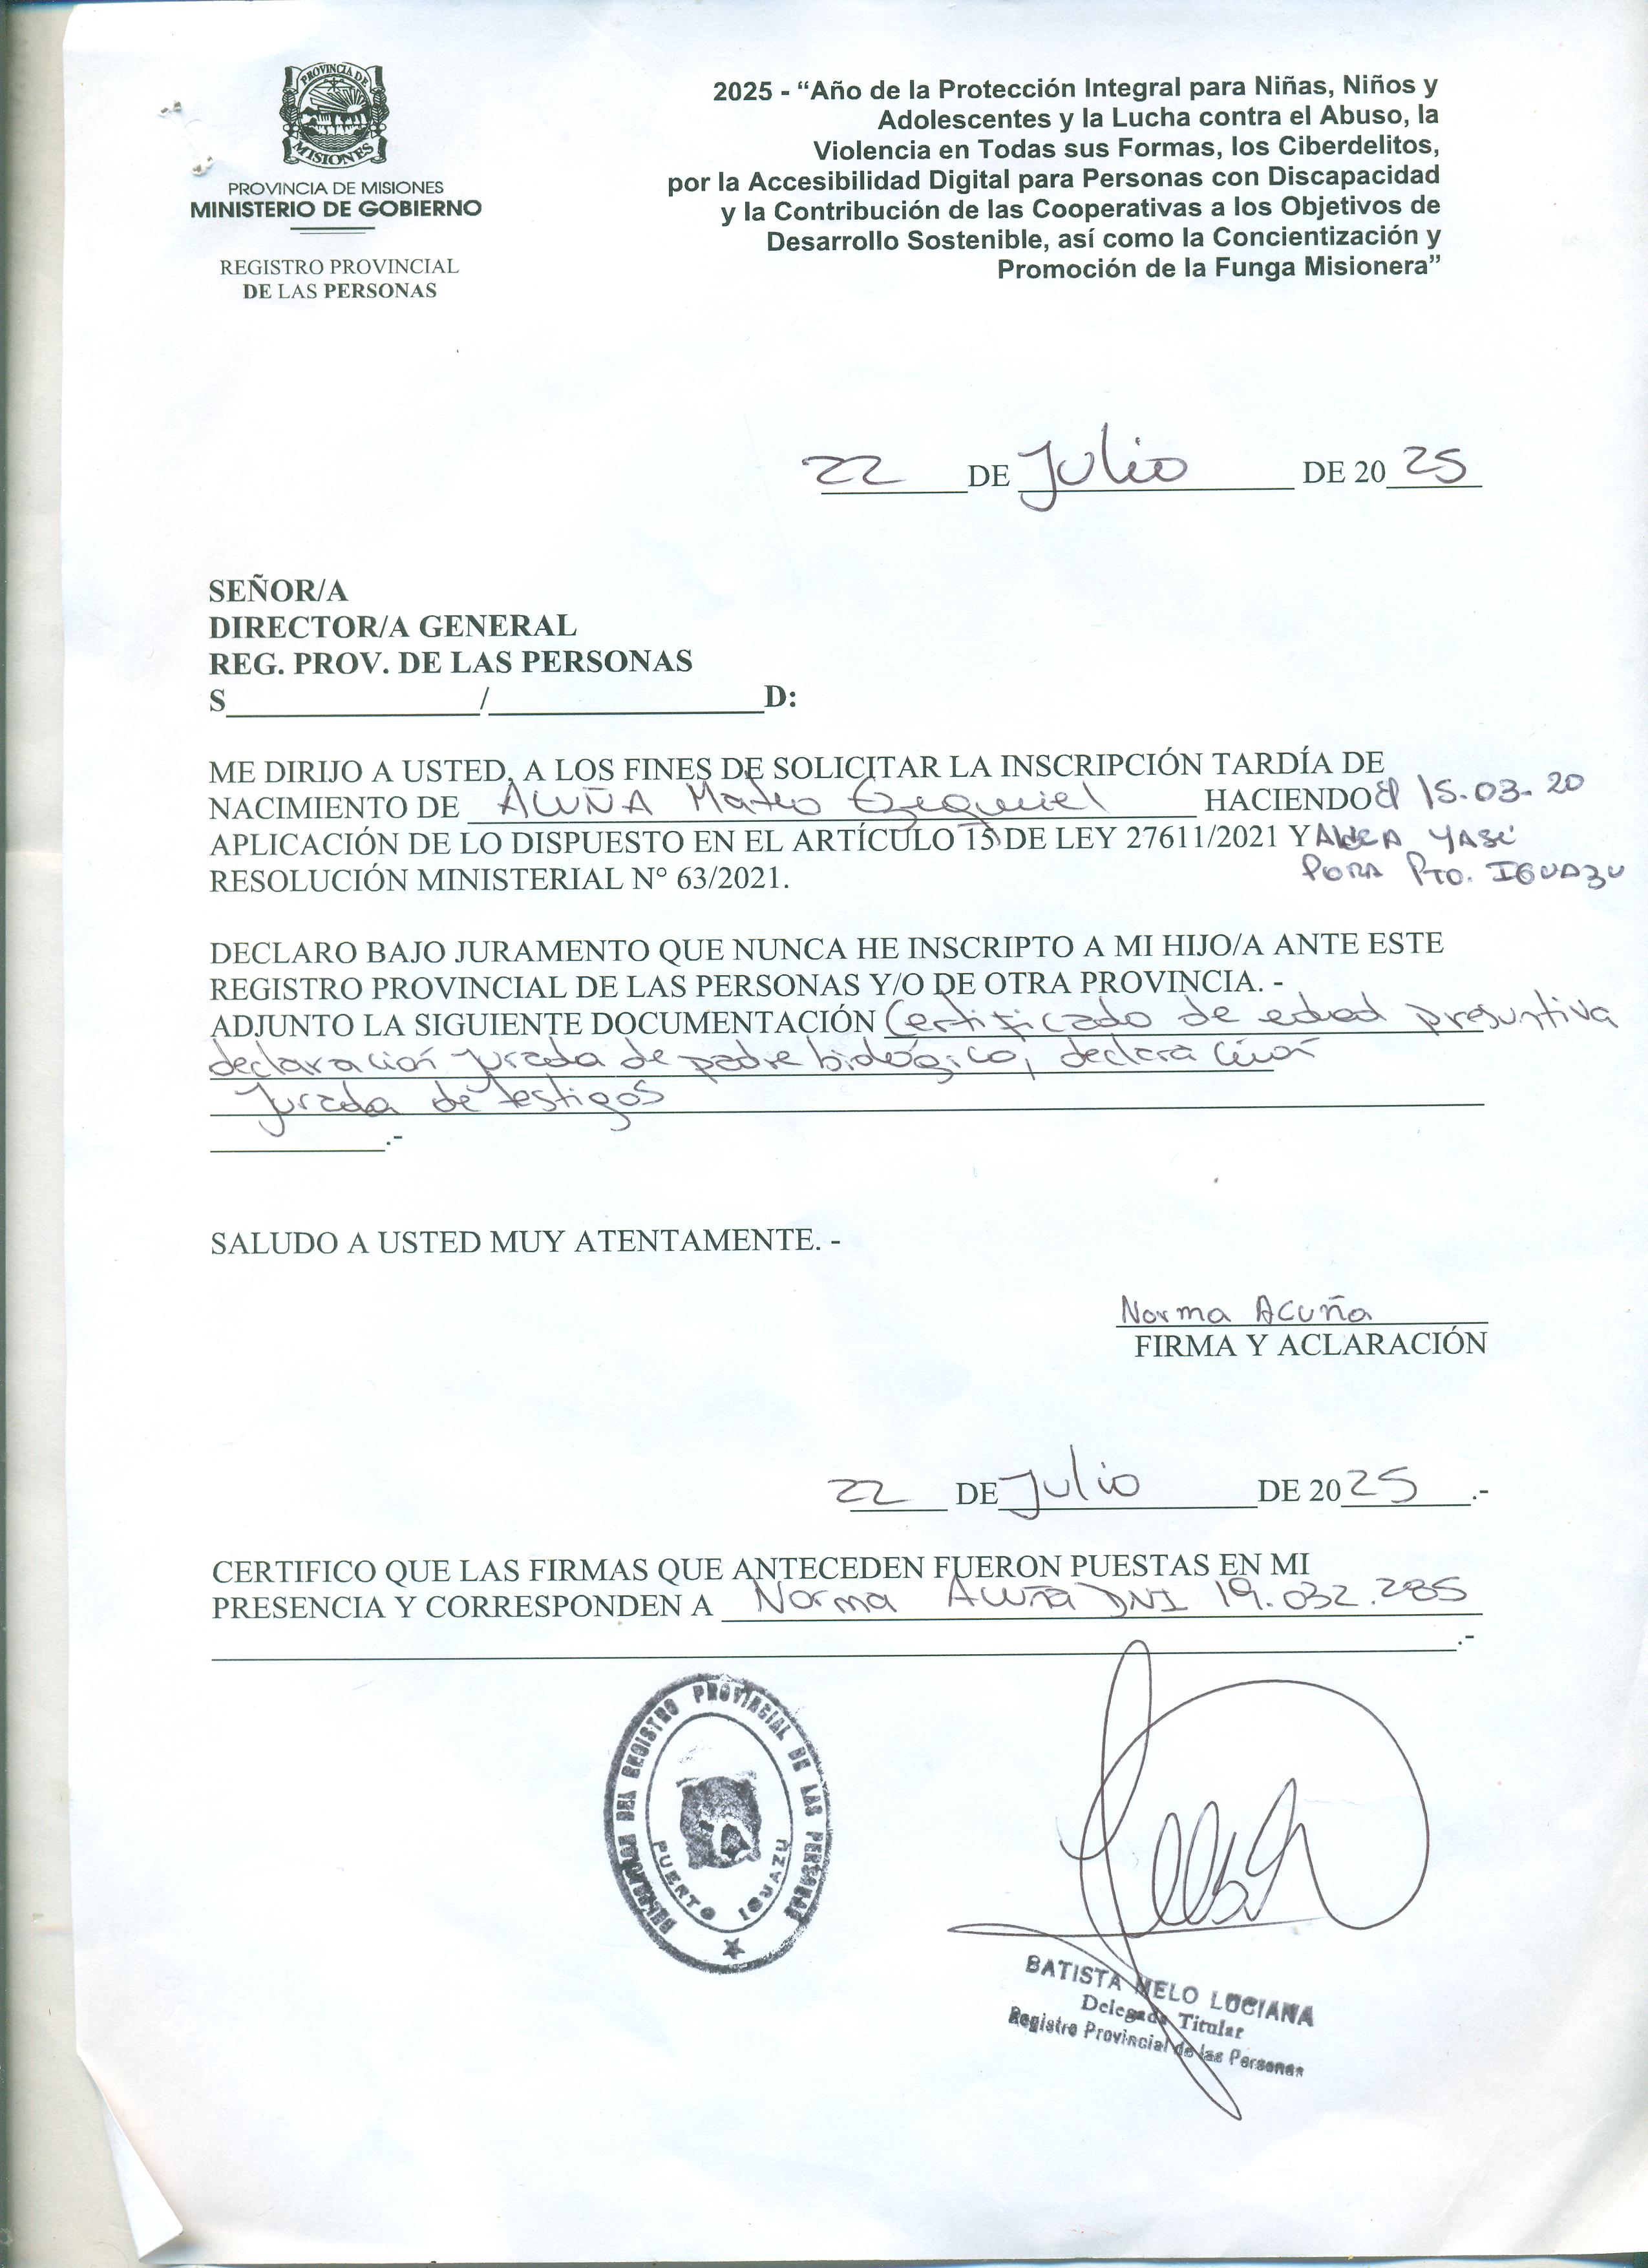 PROVINCIA DE
MISIONES
PROVINCIA DE MISIONES
MINISTERIO DE GOBIERNO
REGISTRO PROVINCIAL
DE LAS PERSONAS
2025 - “Año de la Protección Integral para Niñas, Niños y
Adolescentes y la Lucha contra el Abuso, la
Violencia en Todas sus Formas, los Ciberdelitos,
por la Accesibilidad Digital para Personas con Discapacidad
y la Contribución de las Cooperativas a los Objetivos de
Desarrollo Sostenible, así como la Concientización y
Promoción de la Funga Misionera”
22 DE Julio DE 2025
SEÑOR/A
DIRECTOR/A GENERAL
REG. PROV. DE LAS PERSONAS
S_______________/________________D:
ME DIRIJO A USTED, A LOS FINES DE SOLICITAR LA INSCRIPCIÓN TARDÍA DE
NACIMIENTO DE ACUÑA Mateo Ezequiel HACIENDO El 15.03.20
APLICACIÓN DE LO DISPUESTO EN EL ARTÍCULO 15 DE LEY 27611/2021 Y ALDEA YASI
RESOLUCIÓN MINISTERIAL N° 63/2021. PORA Pto. IGUAZU
DECLARO BAJO JURAMENTO QUE NUNCA HE INSCRIPTO A MI HIJO/A ANTE ESTE
REGISTRO PROVINCIAL DE LAS PERSONAS Y/O DE OTRA PROVINCIA. -
ADJUNTO LA SIGUIENTE DOCUMENTACIÓN Certificado de edad presuntiva
declaración jurada de padre biológico, declaración
jurada de testigos
.-
SALUDO A USTED MUY ATENTAMENTE. -
Norma Acuña
FIRMA Y ACLARACIÓN
22 DE Julio DE 2025.-
CERTIFICO QUE LAS FIRMAS QUE ANTECEDEN FUERON PUESTAS EN MI
PRESENCIA Y CORRESPONDEN A Norma Acuña DNI 19.032.285
.-
DEL REGISTRO PROVINCIAL DE LAS PERSONAS
PUERTO IGUAZU
BATISTA MELO LUCIANA
Delegada Titular
Registro Provincial de las Personas